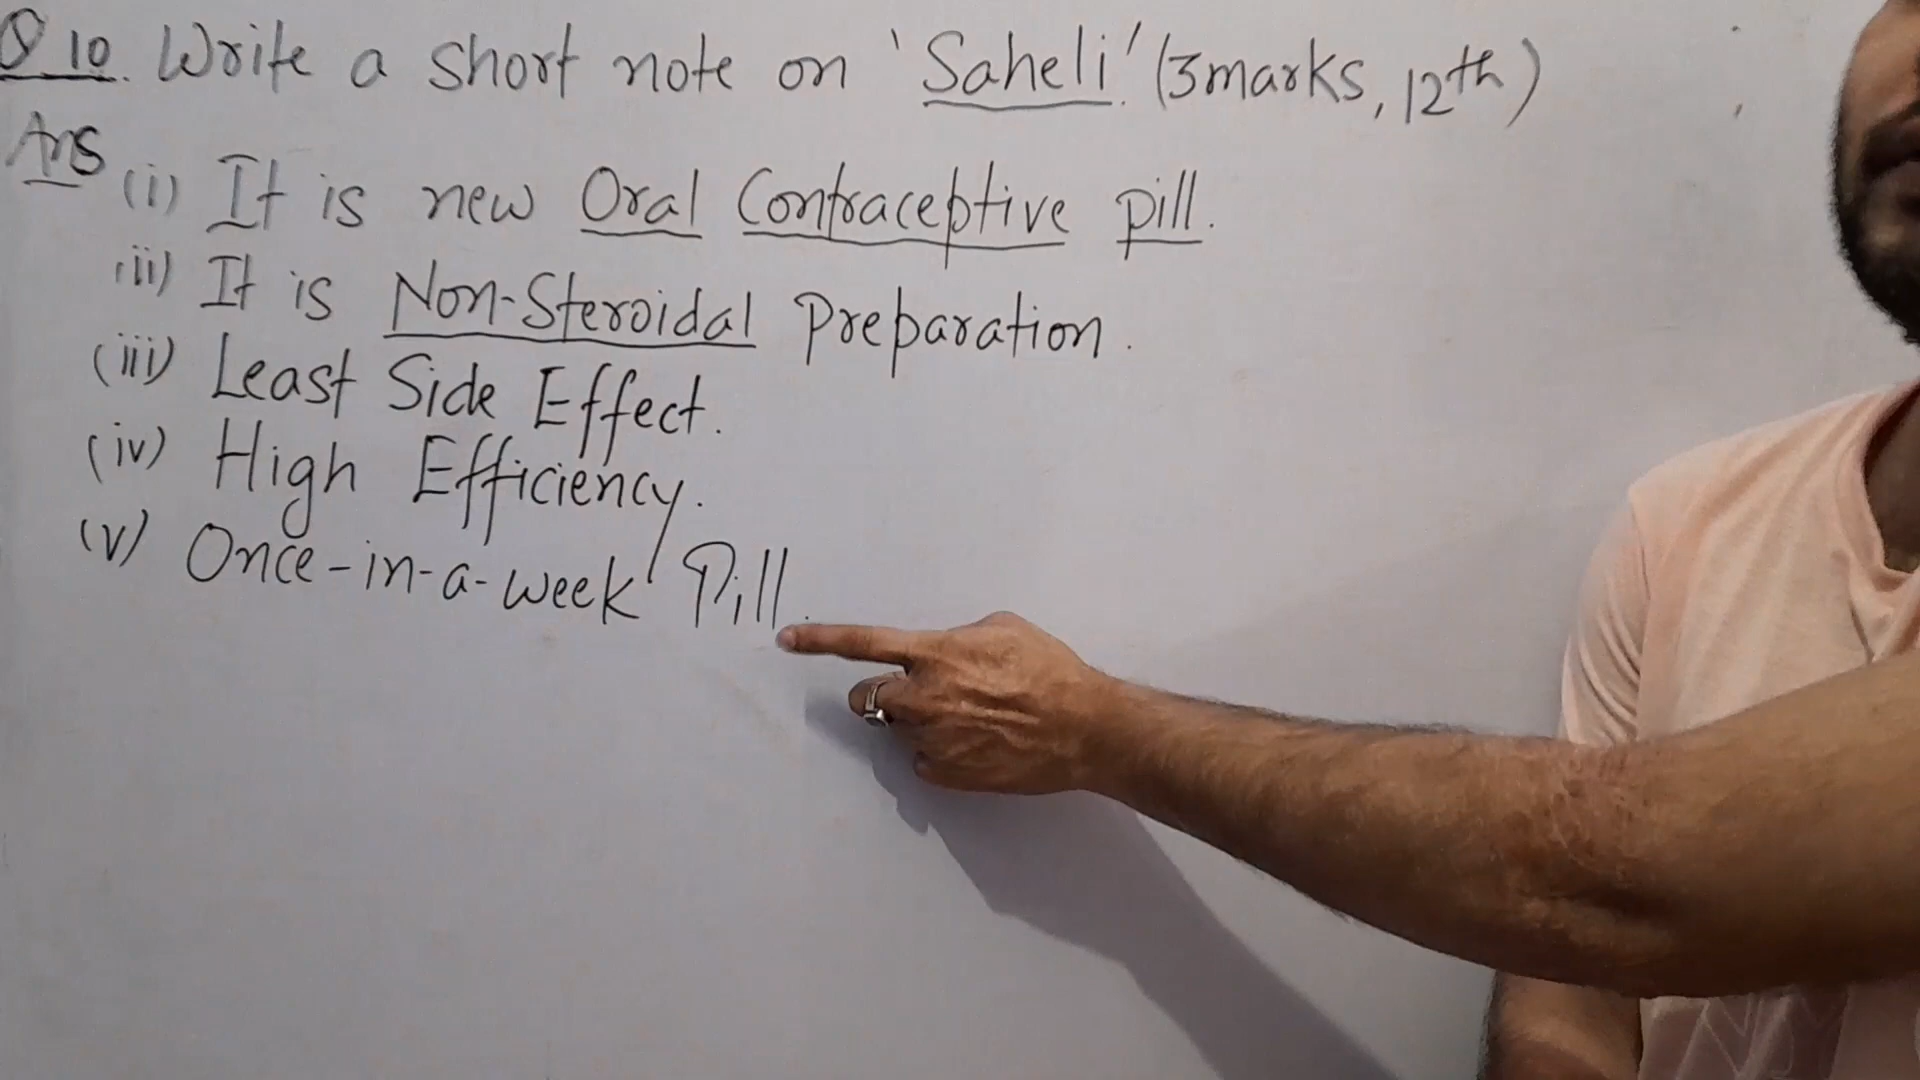 Q 10. Write a short note on 'Saheli.' (3marks, 12th)
Ans
(i) It is new Oral Contraceptive pill.
(ii) It is Non-Steroidal Preparation.
(iii) Least Side Effect.
(iv) High Efficiency.
(v) Once-in-a-week' Pill.